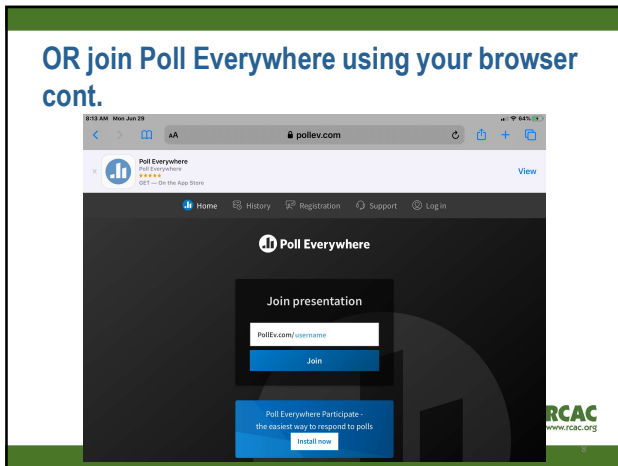 OR join Poll Everywhere using your browser
cont.
8:13 AM Mon Jun 29
64%
AA
pollev.com
Poll Everywhere
Poll Everywhere
GET — On the App Store
View
Home History Registration Support Log in
Poll Everywhere
Join presentation
PollEv.com/username
Join
Poll Everywhere Participate -
the easiest way to respond to polls
Install now
RCAC
www.rcac.org
8